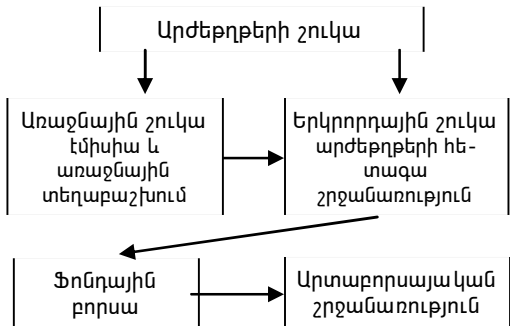 Արժեթղթերի շուկա
Առաջնային շուկա
էմիսիա և
առաջնային
տեղաբաշխում
Երկրորդային շուկա
արժեթղթերի հե-
տագա
շրջանառություն
Ֆոնդային
բորսա
Արտաբորսայական
շրջանառություն